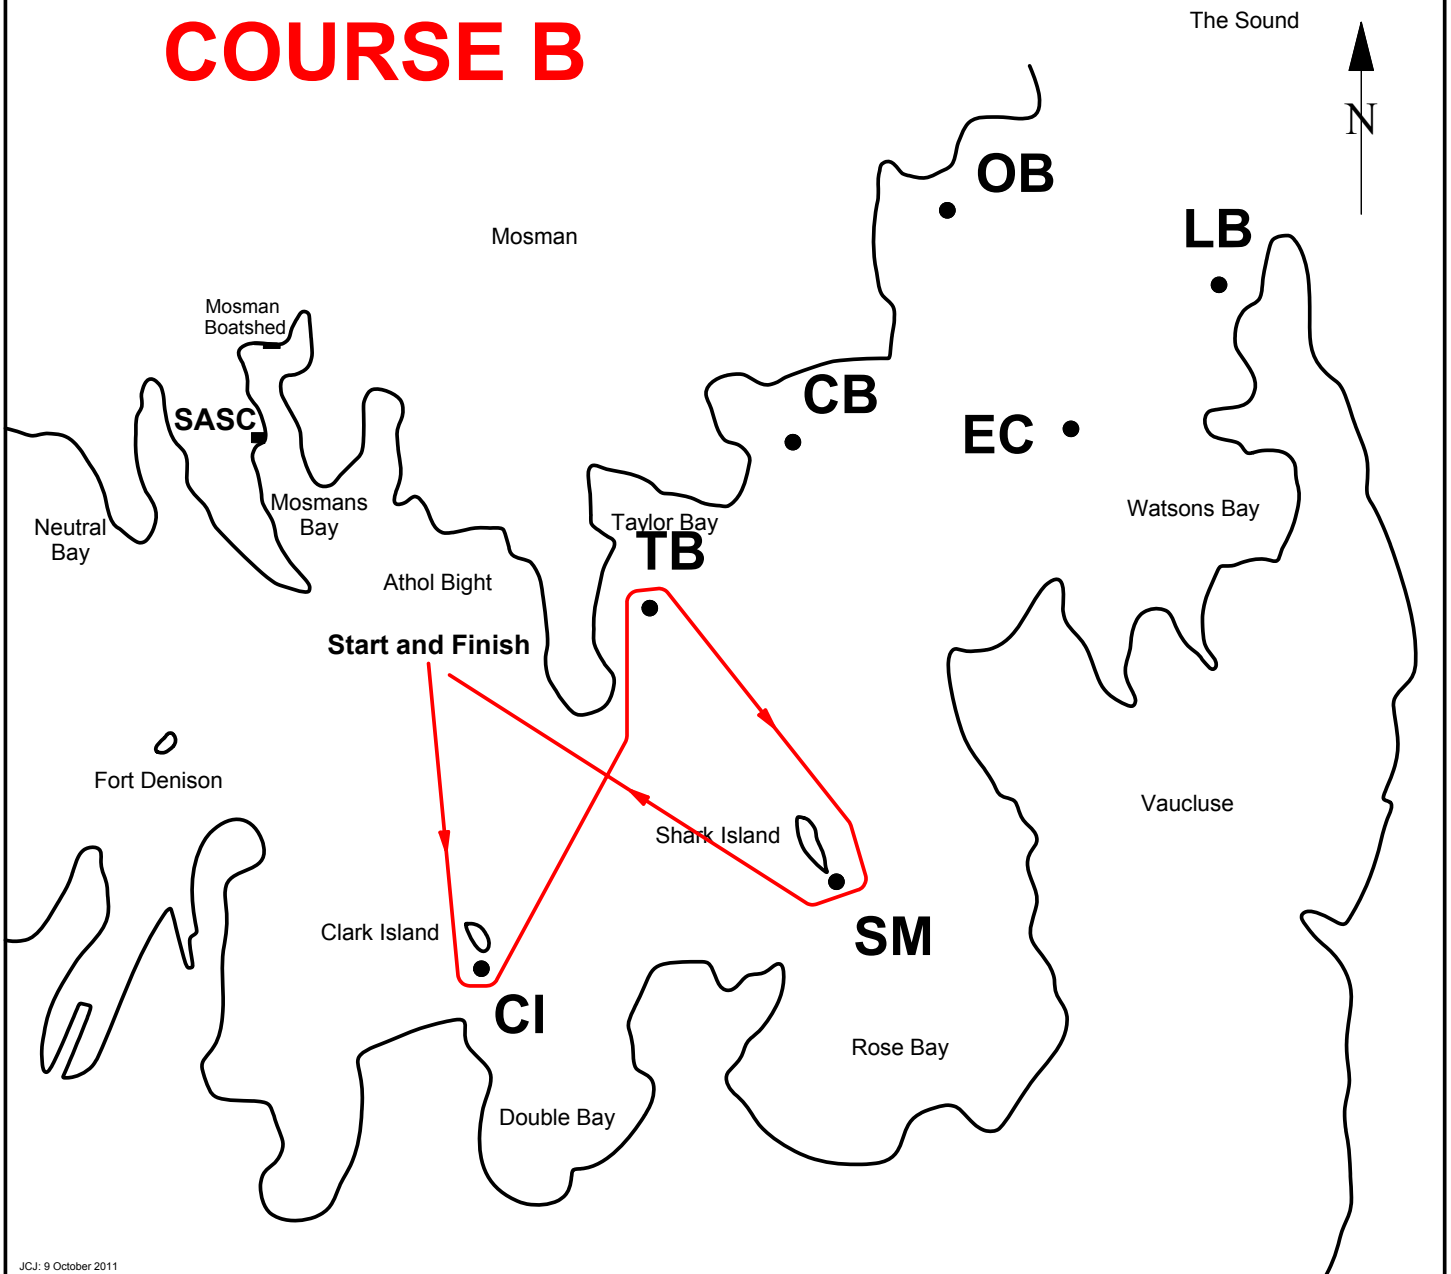 COURSE B
The Sound
N
OB
LB
Mosman
Mosman
Boatshed
CB
SASC
EC
Mosmans
Bay
Watsons Bay
Neutral
Bay
Taylor Bay
TB
Athol Bight
Start and Finish
Fort Denison
Vaucluse
Shark Island
Clark Island
SM
CI
Rose Bay
Double Bay
JCJ: 9 October 2011